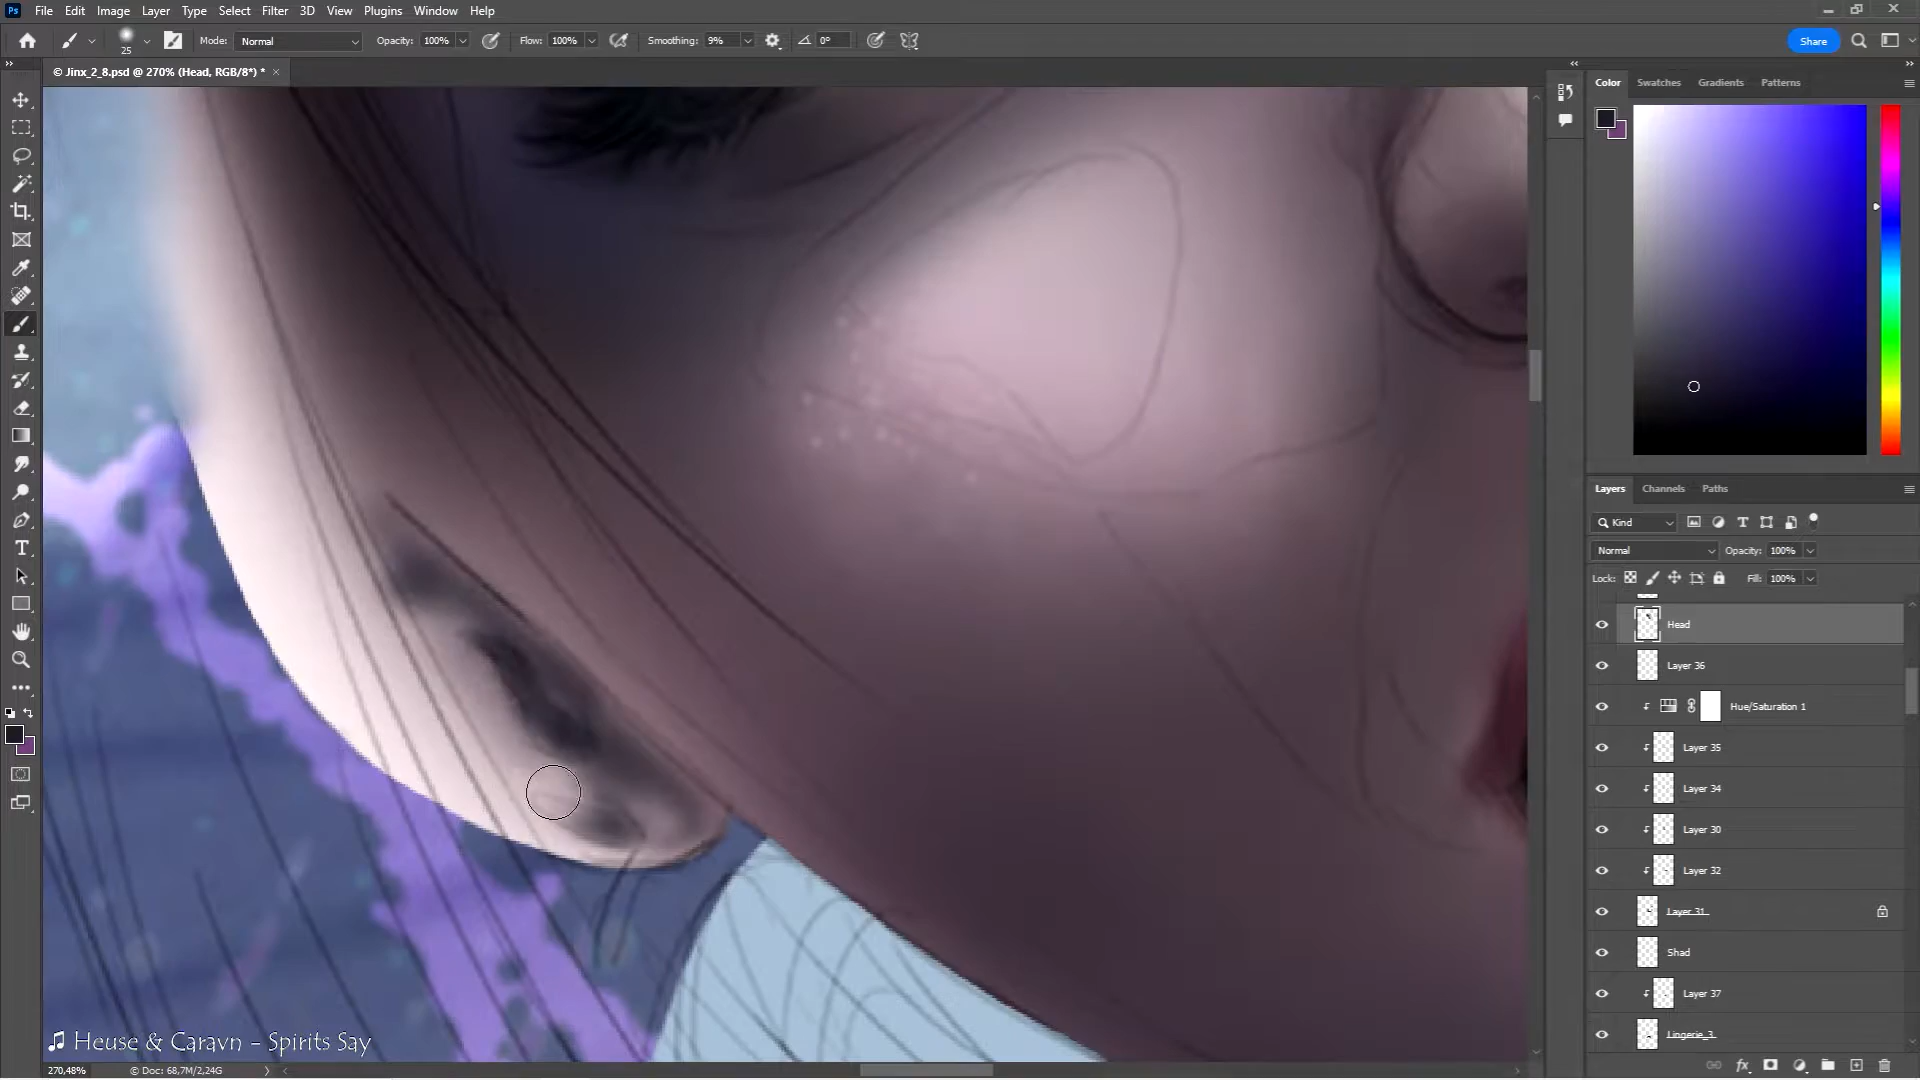 Ps File Edit Image Layer Type Select Filter 3D View Plugins Window Help
25 Mode: Normal Opacity: 100% Flow: 100% Smoothing: 9% 0° Share
© Jinx_2_8.psd @ 270% (Head, RGB/8*) *
Color Swatches Gradients Patterns
Layers Channels Paths
Kind
Normal Opacity: 100%
Lock: Fill: 100%
Head
Layer 36
Hue/Saturation 1
Layer 35
Layer 34
Layer 30
Layer 32
Layer 31
Shad
Layer 37
Lingerie_3
Heuse & Caravn - Spirits Say
270,48% © Doc: 68,7M/2,24G